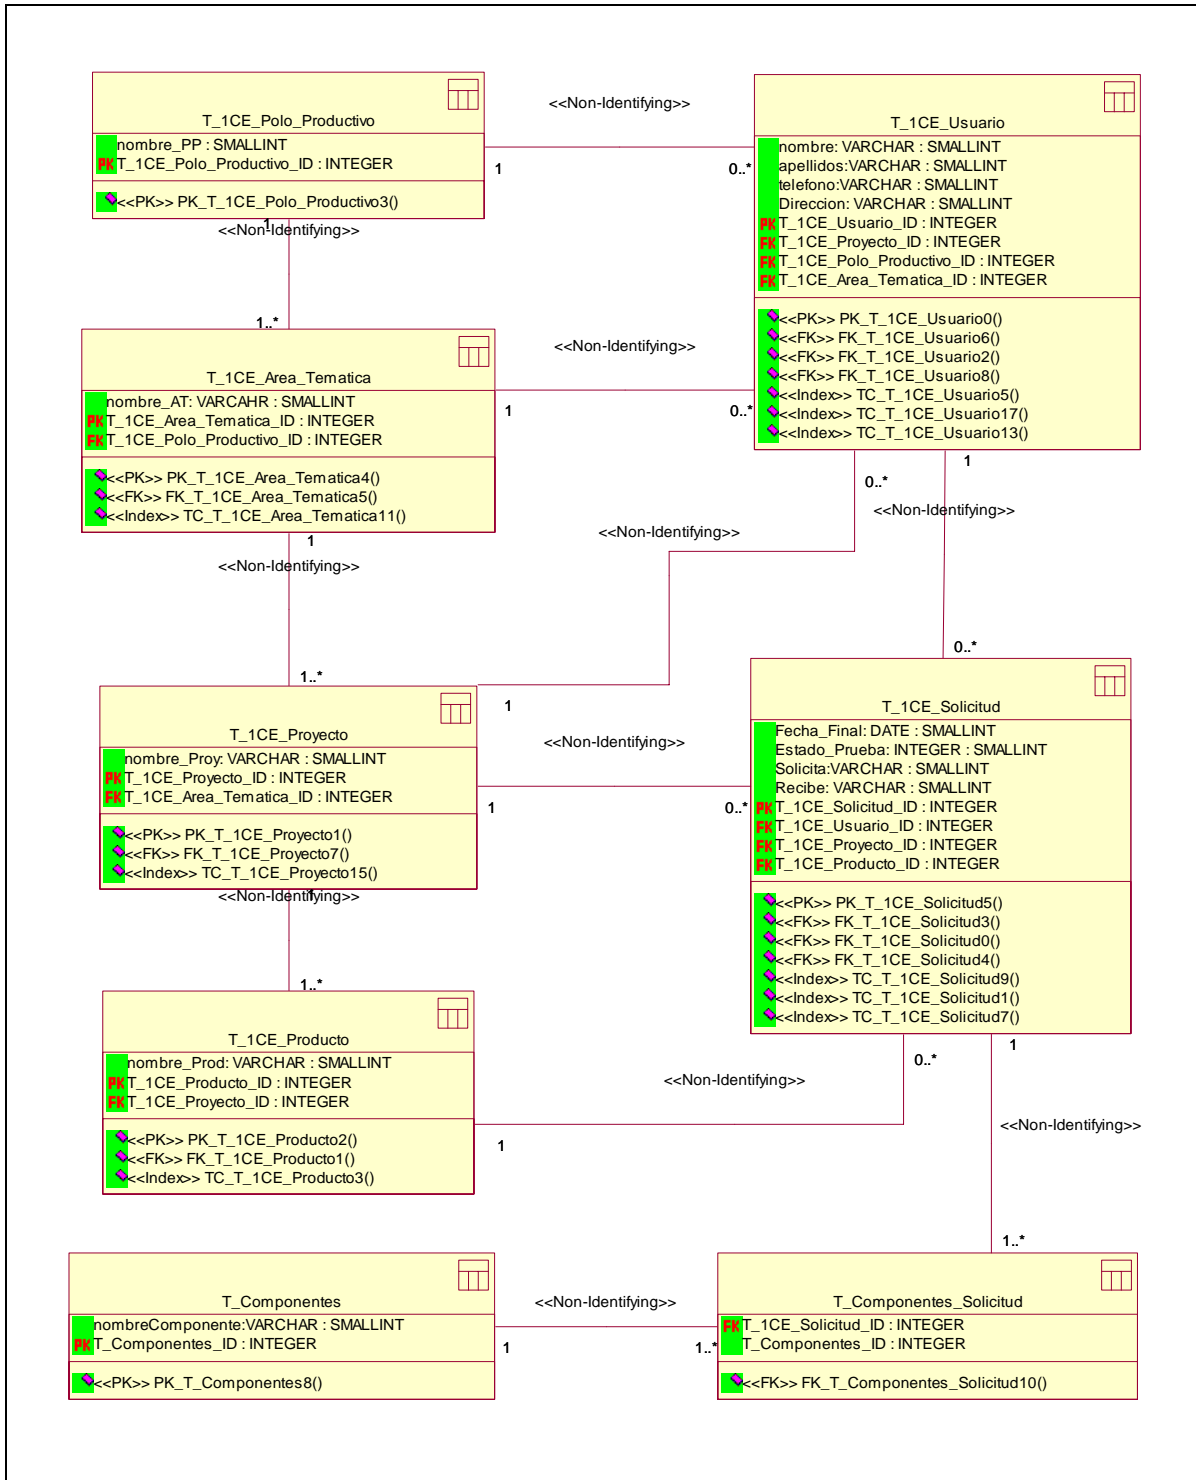 T_1CE_Polo_Productivo
nombre_PP : SMALLINT
PK T_1CE_Polo_Productivo_ID : INTEGER
<<PK>> PK_T_1CE_Polo_Productivo3()
<<Non-Identifying>>
1
0..*
T_1CE_Usuario
nombre: VARCHAR : SMALLINT
apellidos:VARCHAR : SMALLINT
telefono:VARCHAR : SMALLINT
Direccion: VARCHAR : SMALLINT
PK T_1CE_Usuario_ID : INTEGER
FK T_1CE_Proyecto_ID : INTEGER
FK T_1CE_Polo_Productivo_ID : INTEGER
FK T_1CE_Area_Tematica_ID : INTEGER
<<PK>> PK_T_1CE_Usuario0()
<<FK>> FK_T_1CE_Usuario6()
<<FK>> FK_T_1CE_Usuario2()
<<FK>> FK_T_1CE_Usuario8()
<<Index>> TC_T_1CE_Usuario5()
<<Index>> TC_T_1CE_Usuario17()
<<Index>> TC_T_1CE_Usuario13()
1
<<Non-Identifying>>
1..*
T_1CE_Area_Tematica
nombre_AT: VARCAHR : SMALLINT
PK T_1CE_Area_Tematica_ID : INTEGER
FK T_1CE_Polo_Productivo_ID : INTEGER
<<PK>> PK_T_1CE_Area_Tematica4()
<<FK>> FK_T_1CE_Area_Tematica5()
<<Index>> TC_T_1CE_Area_Tematica11()
<<Non-Identifying>>
1
0..*
0..*
1
<<Non-Identifying>>
<<Non-Identifying>>
1
<<Non-Identifying>>
1..*
1
0..*
T_1CE_Proyecto
nombre_Proy: VARCHAR : SMALLINT
PK T_1CE_Proyecto_ID : INTEGER
FK T_1CE_Area_Tematica_ID : INTEGER
<<PK>> PK_T_1CE_Proyecto1()
<<FK>> FK_T_1CE_Proyecto7()
<<Index>> TC_T_1CE_Proyecto15()
<<Non-Identifying>>
1
0..*
T_1CE_Solicitud
Fecha_Final: DATE : SMALLINT
Estado_Prueba: INTEGER : SMALLINT
Solicita:VARCHAR : SMALLINT
Recibe: VARCHAR : SMALLINT
PK T_1CE_Solicitud_ID : INTEGER
FK T_1CE_Usuario_ID : INTEGER
FK T_1CE_Proyecto_ID : INTEGER
FK T_1CE_Producto_ID : INTEGER
<<PK>> PK_T_1CE_Solicitud5()
<<FK>> FK_T_1CE_Solicitud3()
<<FK>> FK_T_1CE_Solicitud0()
<<FK>> FK_T_1CE_Solicitud4()
<<Index>> TC_T_1CE_Solicitud9()
<<Index>> TC_T_1CE_Solicitud1()
<<Index>> TC_T_1CE_Solicitud7()
<<Non-Identifying>>
1
1..*
T_1CE_Producto
nombre_Prod: VARCHAR : SMALLINT
PK T_1CE_Producto_ID : INTEGER
FK T_1CE_Proyecto_ID : INTEGER
<<PK>> PK_T_1CE_Producto2()
<<FK>> FK_T_1CE_Producto1()
<<Index>> TC_T_1CE_Producto3()
0..*
1
<<Non-Identifying>>
1
<<Non-Identifying>>
1..*
T_Componentes
nombreComponente:VARCHAR : SMALLINT
PK T_Componentes_ID : INTEGER
<<PK>> PK_T_Componentes8()
<<Non-Identifying>>
1
1..*
T_Componentes_Solicitud
FK T_1CE_Solicitud_ID : INTEGER
T_Componentes_ID : INTEGER
<<FK>> FK_T_Componentes_Solicitud10()